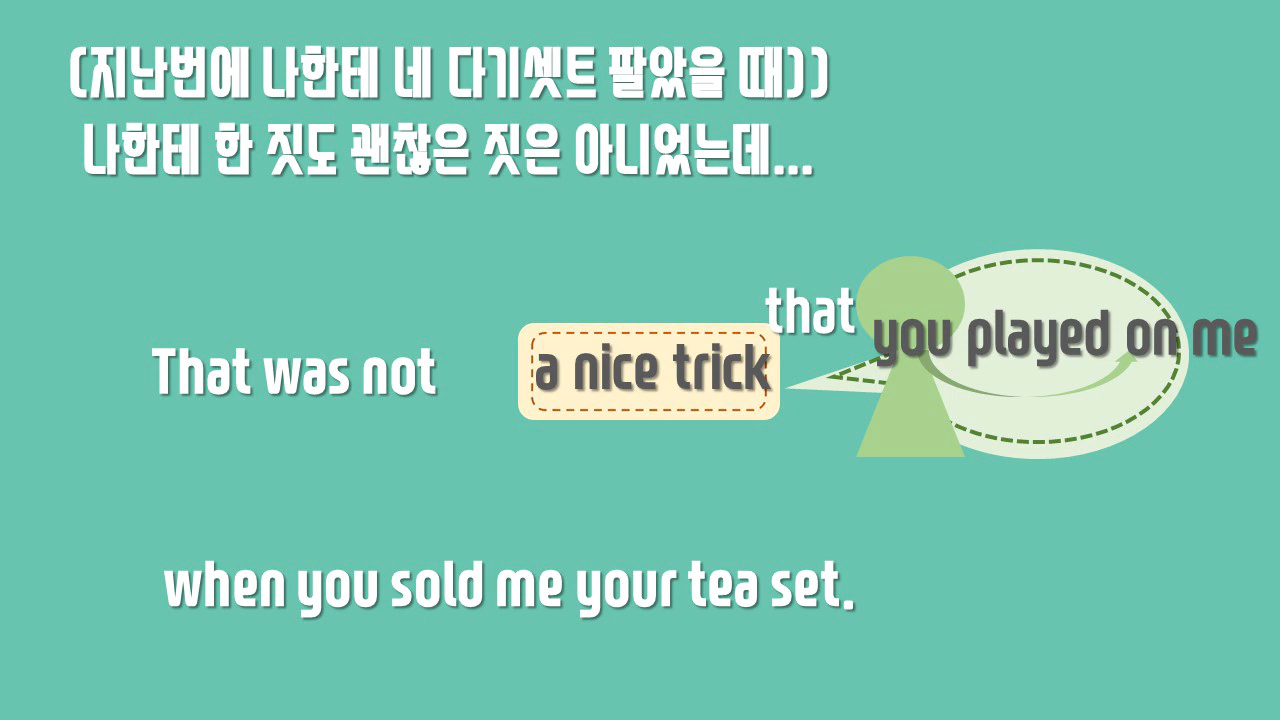 (지난번에 나한테 네 다기셋트 팔았을 때))
나한테 한 짓도 괜찮은 짓은 아니었는데...
That was not a nice trick that you played on me
when you sold me your tea set.